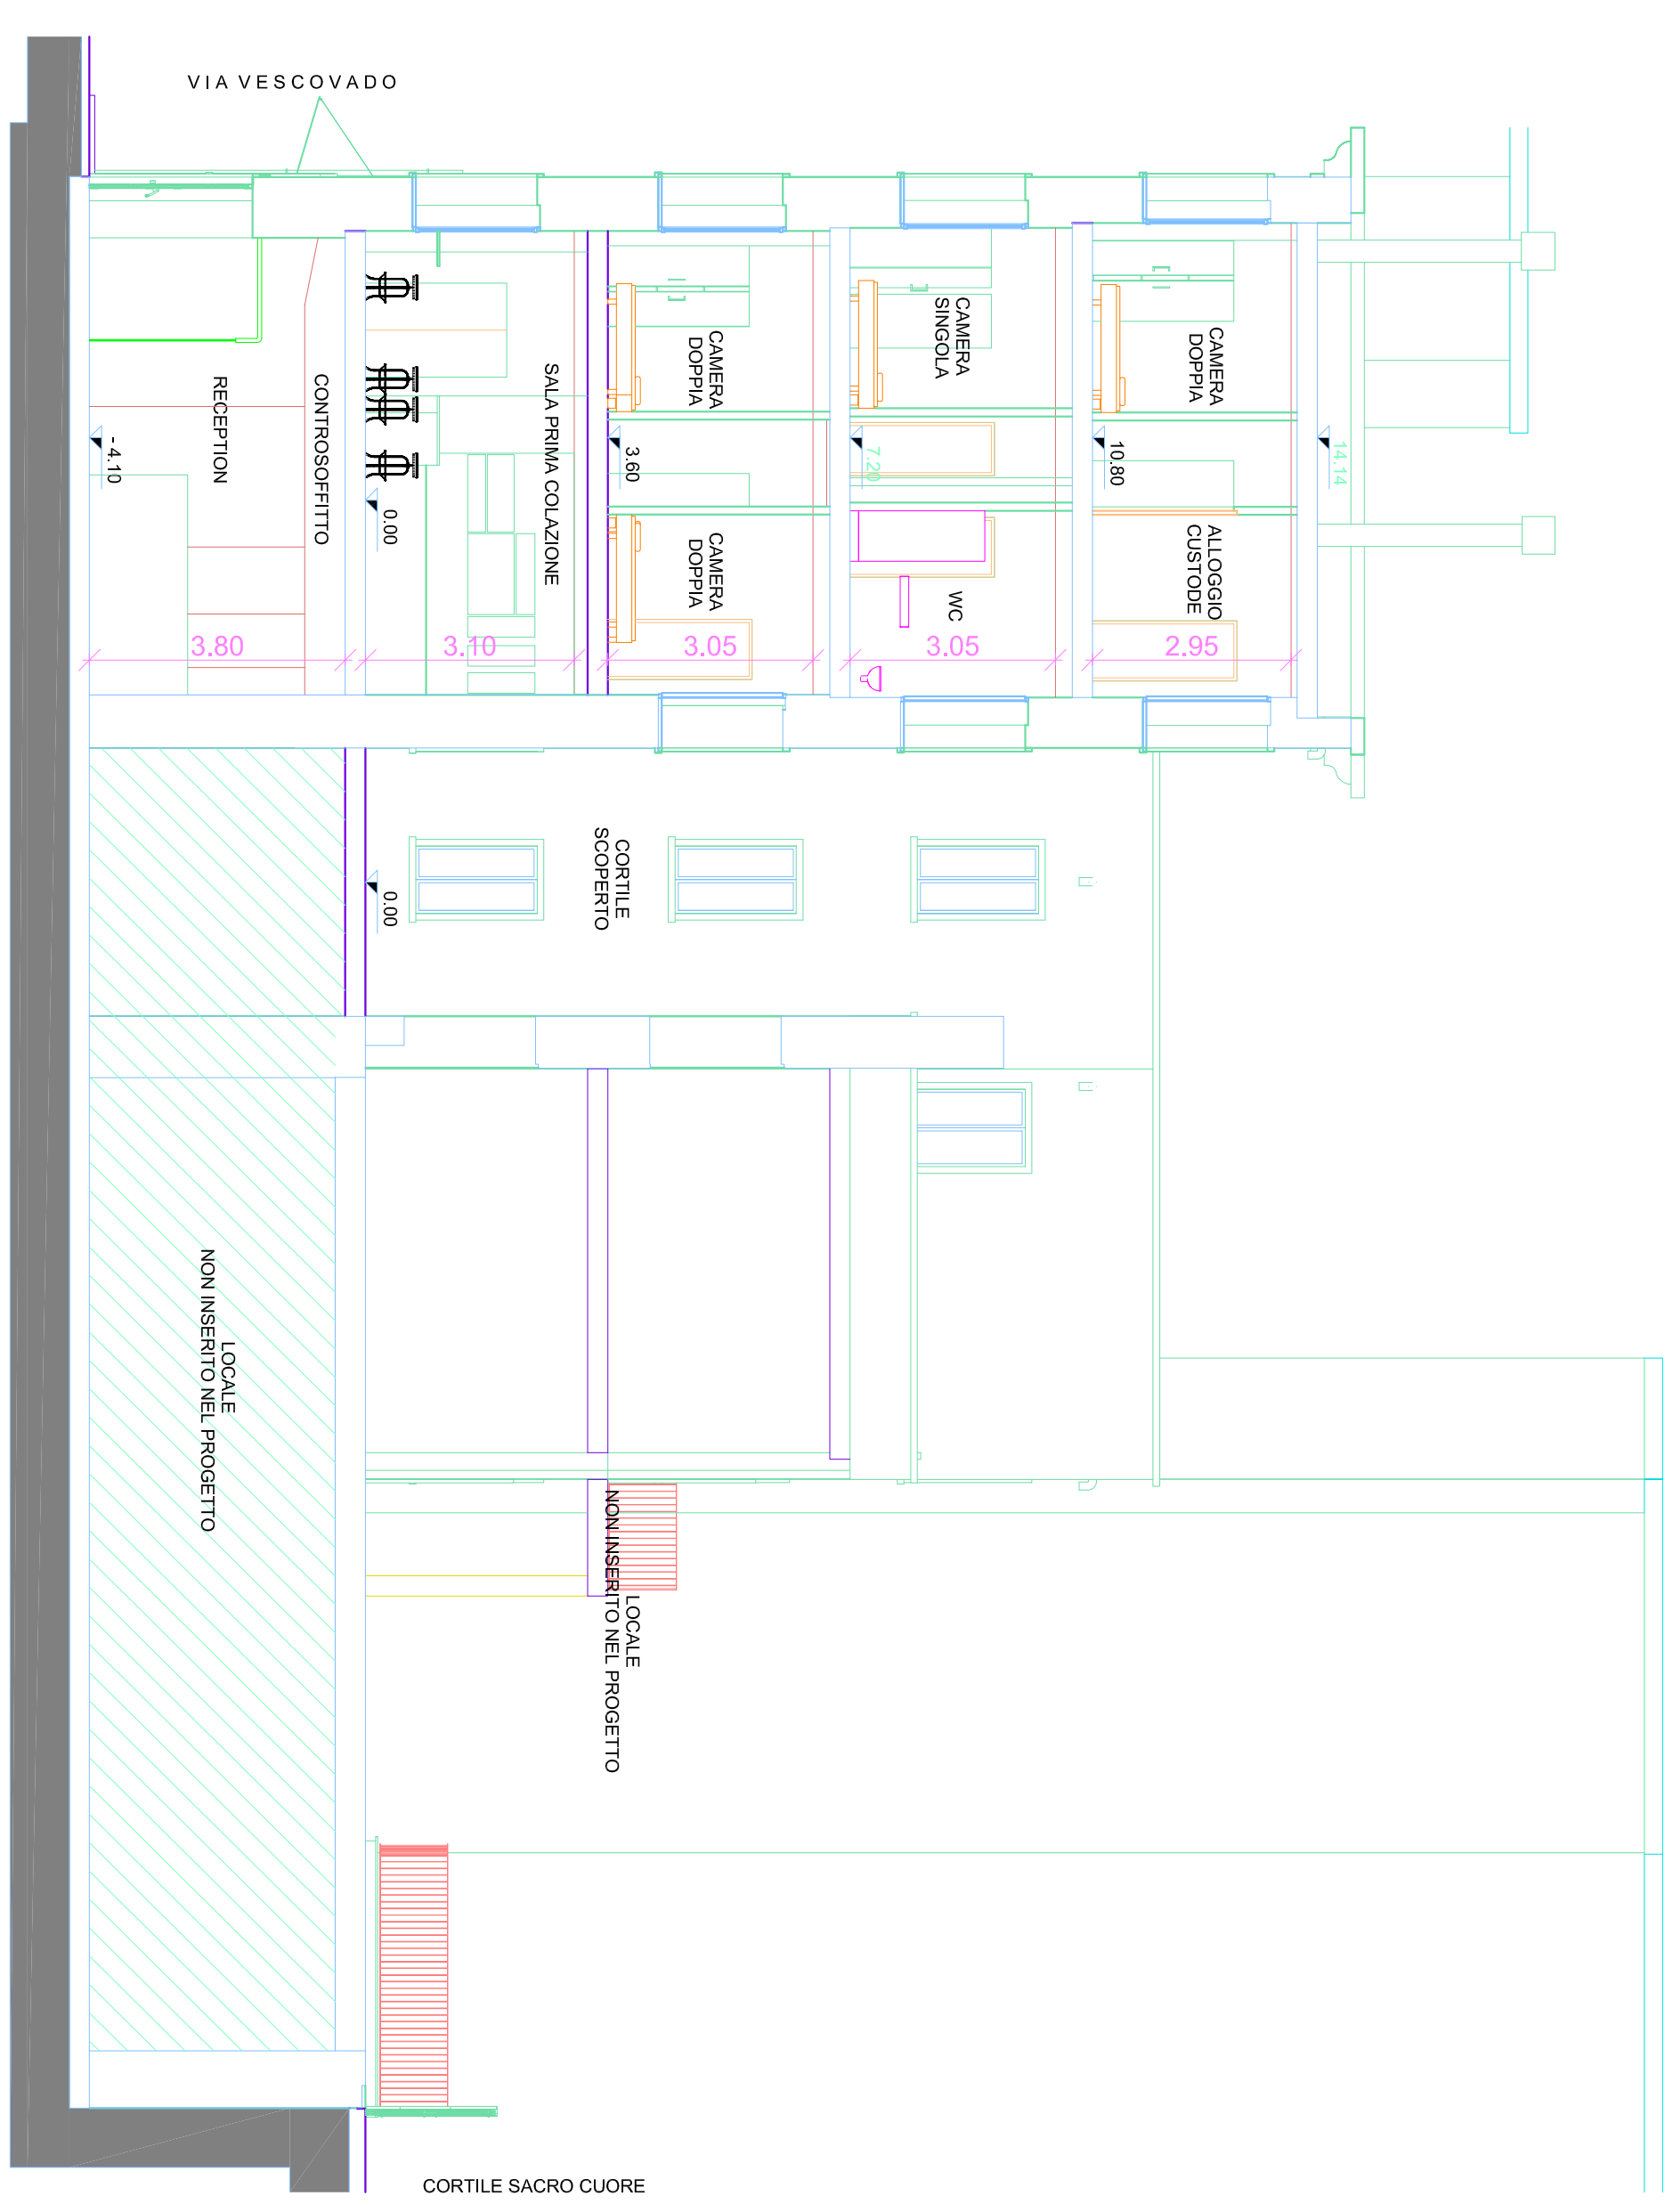 VIA VESCOVADO
CAMERA
DOPPIA
CAMERA
SINGOLA
CAMERA
DOPPIA
SALA PRIMA COLAZIONE
CONTROSOFFITTO
RECEPTION
14.14
10.80
7.20
3.60
0.00
- 4.10
ALLOGGIO
CUSTODE
WC
CAMERA
DOPPIA
3.80
3.10
3.05
3.05
2.95
CORTILE
SCOPERTO
0.00
LOCALE
NON INSERITO NEL PROGETTO
LOCALE
NON INSERITO NEL PROGETTO
CORTILE SACRO CUORE